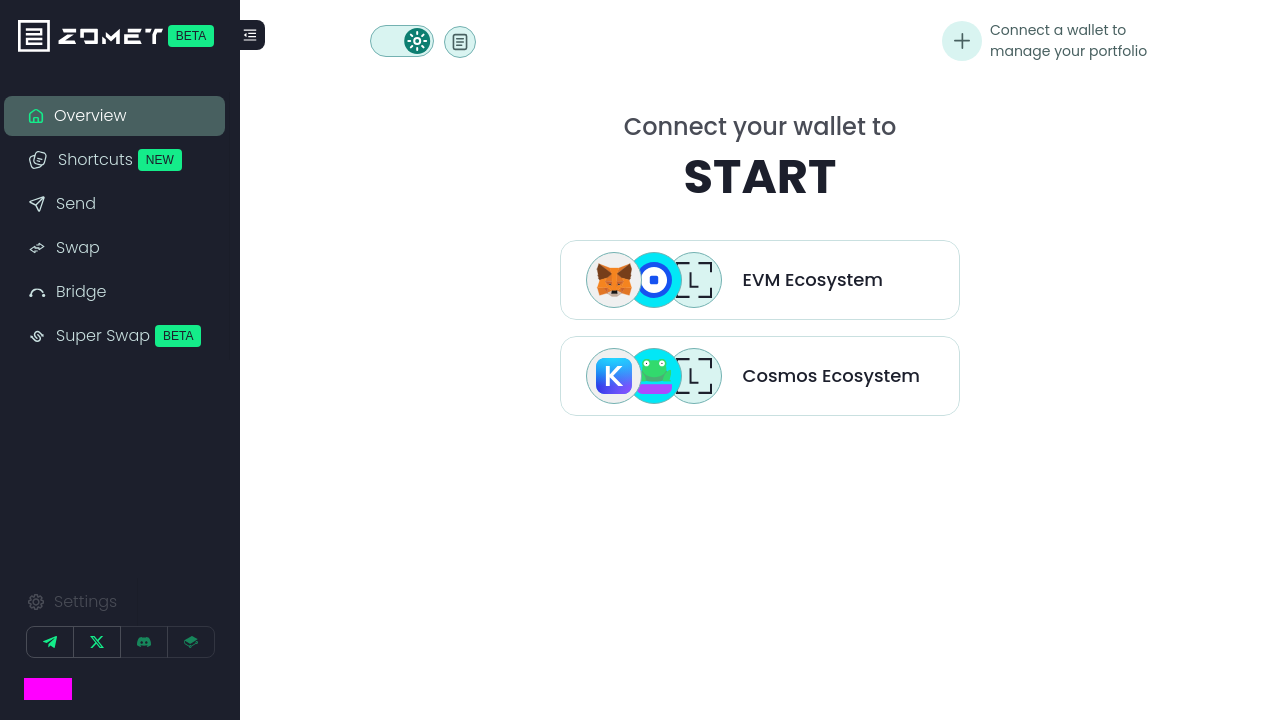 ZOMET BETA
Overview
Shortcuts NEW
Send
Swap
Bridge
Super Swap BETA
Settings
Connect a wallet to
manage your portfolio
Connect your wallet to
START
L EVM Ecosystem
K L Cosmos Ecosystem